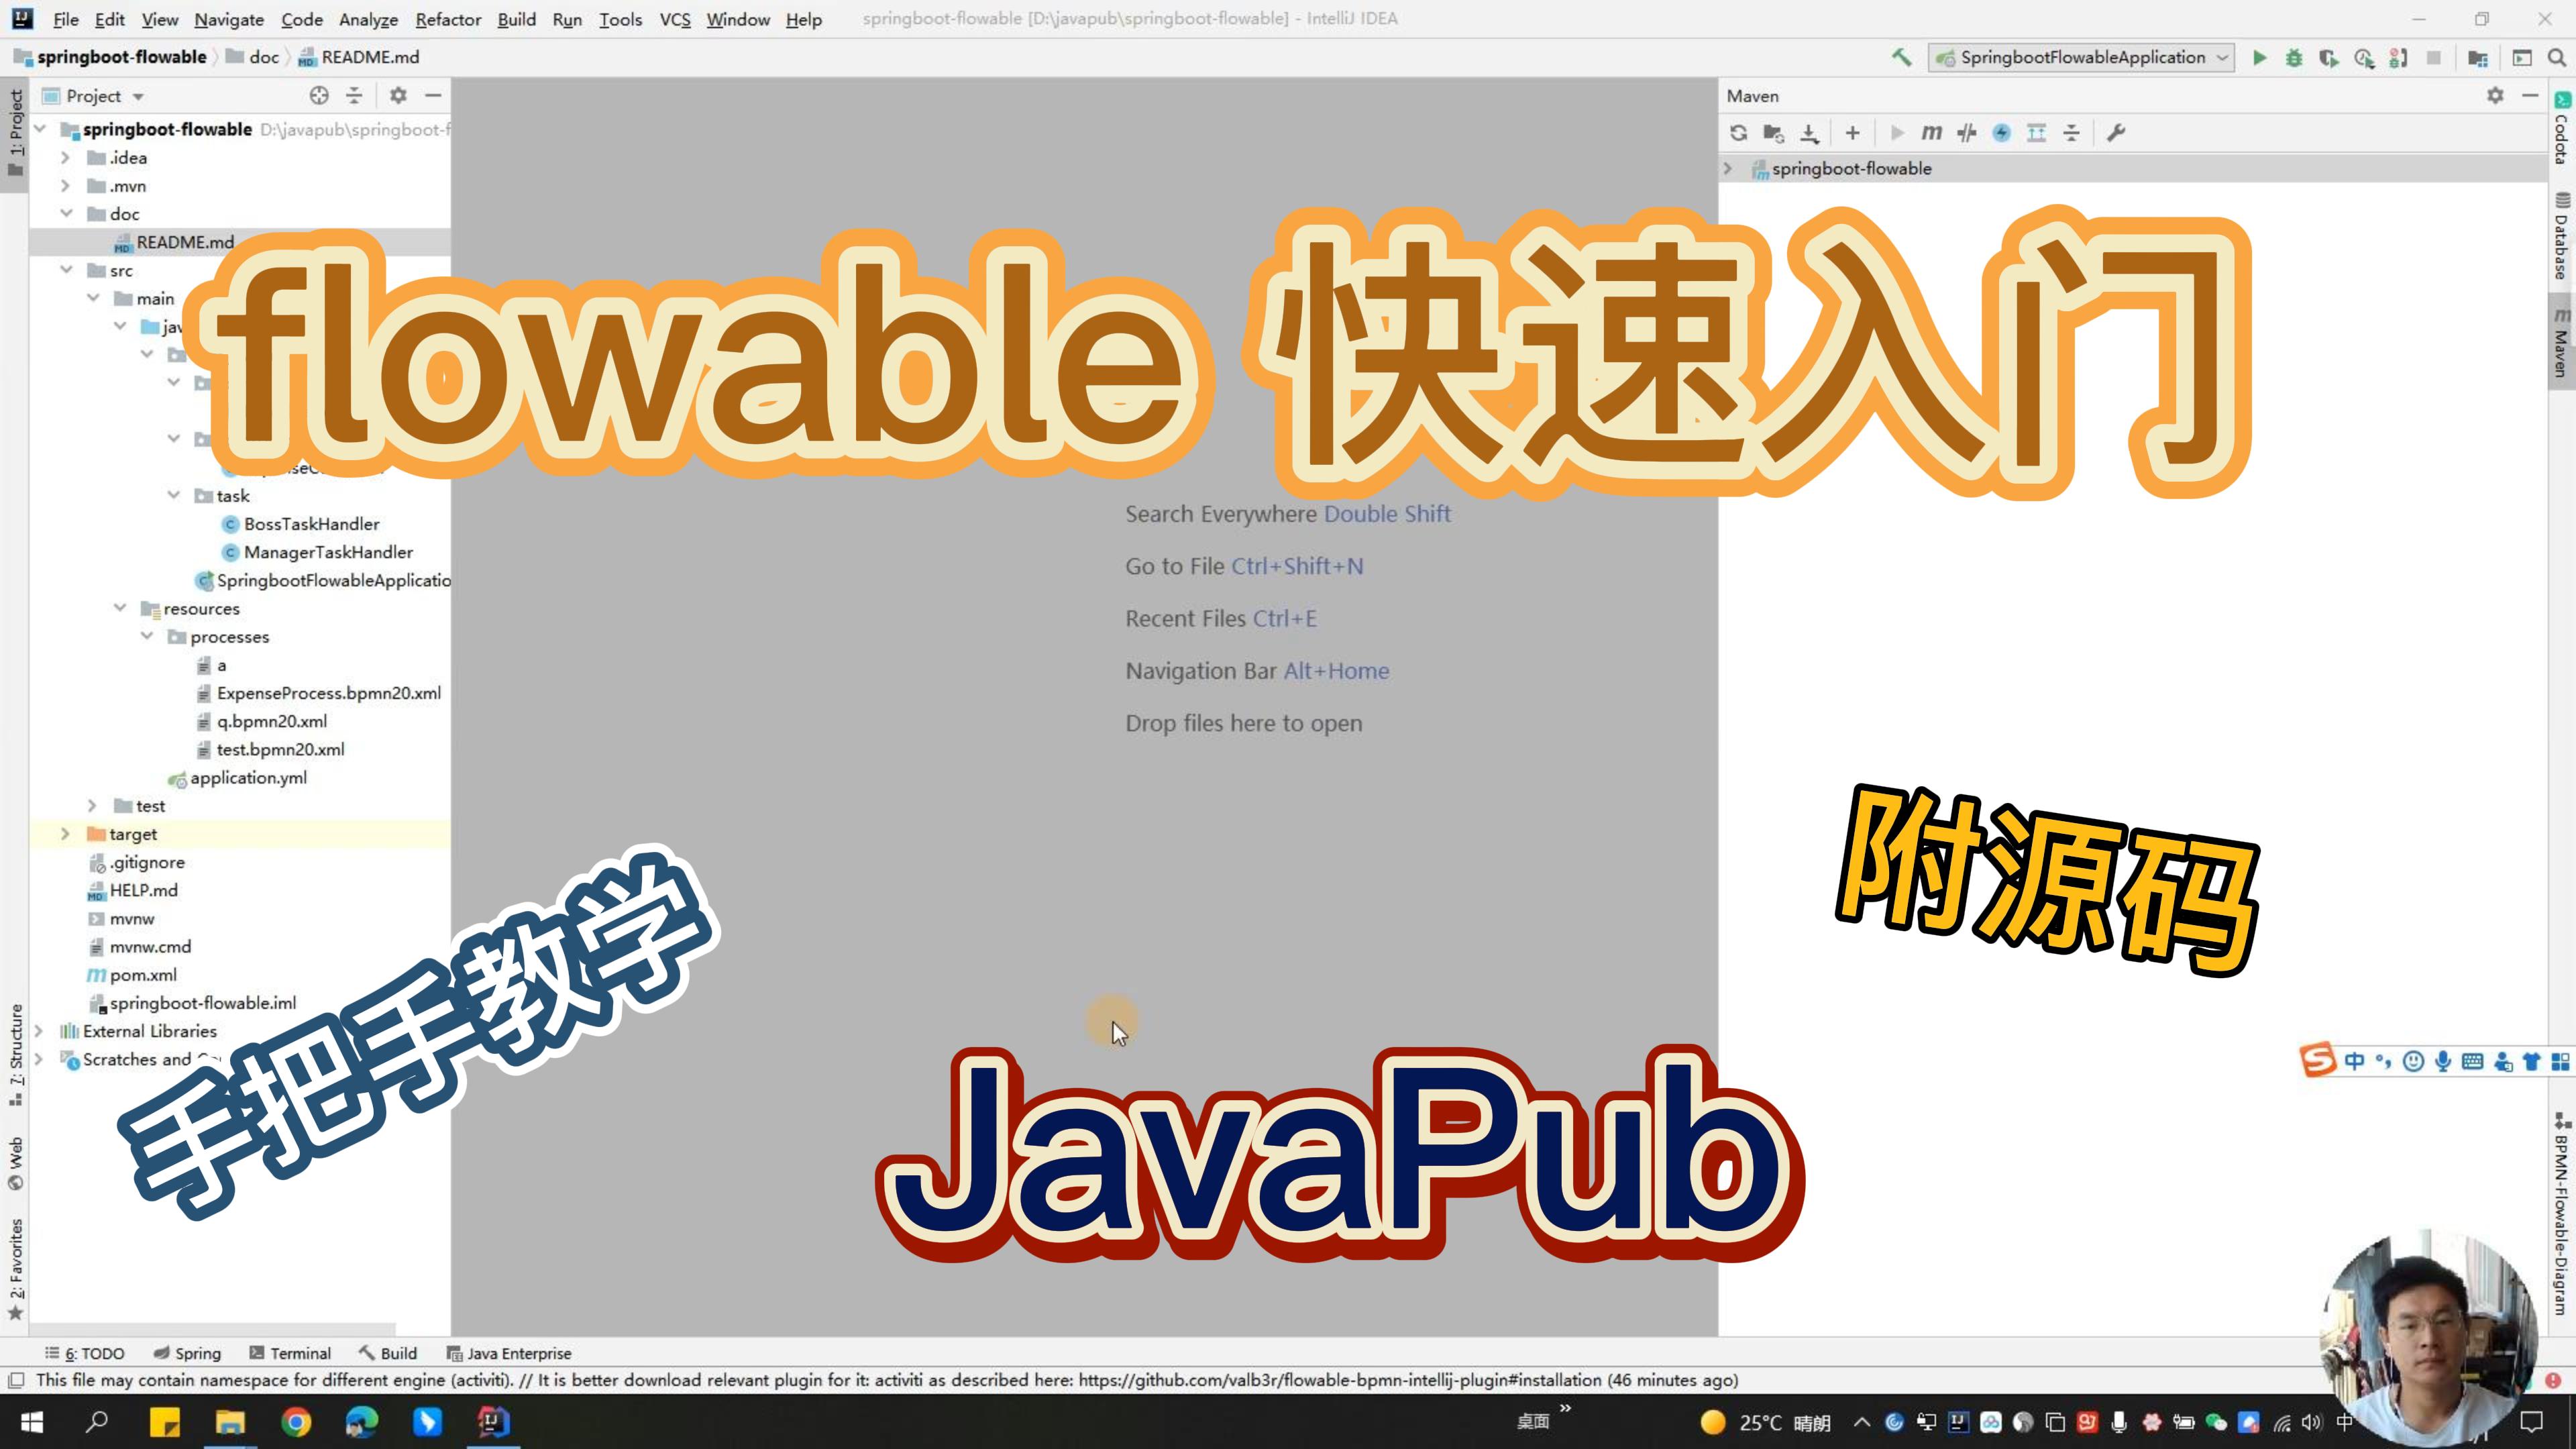 File Edit View Navigate Code Analyze Refactor Build Run Tools VCS Window Help springboot-flowable [D:\javapub\springboot-flowable] - IntelliJ IDEA
springboot-flowable doc README.md
SpringbootFlowableApplication
1: Project
Project
springboot-flowable D:\javapub\springboot-f
.idea
.mvn
doc
README.md
src
main
jav
task
BossTaskHandler
ManagerTaskHandler
SpringbootFlowableApplicatio
resources
processes
a
ExpenseProcess.bpmn20.xml
q.bpmn20.xml
test.bpmn20.xml
application.yml
test
target
.gitignore
HELP.md
mvnw
mvnw.cmd
pom.xml
springboot-flowable.iml
External Libraries
Scratches and
7: Structure
Web
2: Favorites
flowable 快速入门
Search Everywhere Double Shift
Go to File Ctrl+Shift+N
Recent Files Ctrl+E
Navigation Bar Alt+Home
Drop files here to open
手把手教学
附源码
JavaPub
Maven
springboot-flowable
Codota
Database
Maven
BPMN-Flowable-Diagram
中
6: TODO Spring Terminal Build Java Enterprise
This file may contain namespace for different engine (activiti). // It is better download relevant plugin for it: activiti as described here: https://github.com/valb3r/flowable-bpmn-intellij-plugin#installation (46 minutes ago)
桌面 25°C 晴朗 中